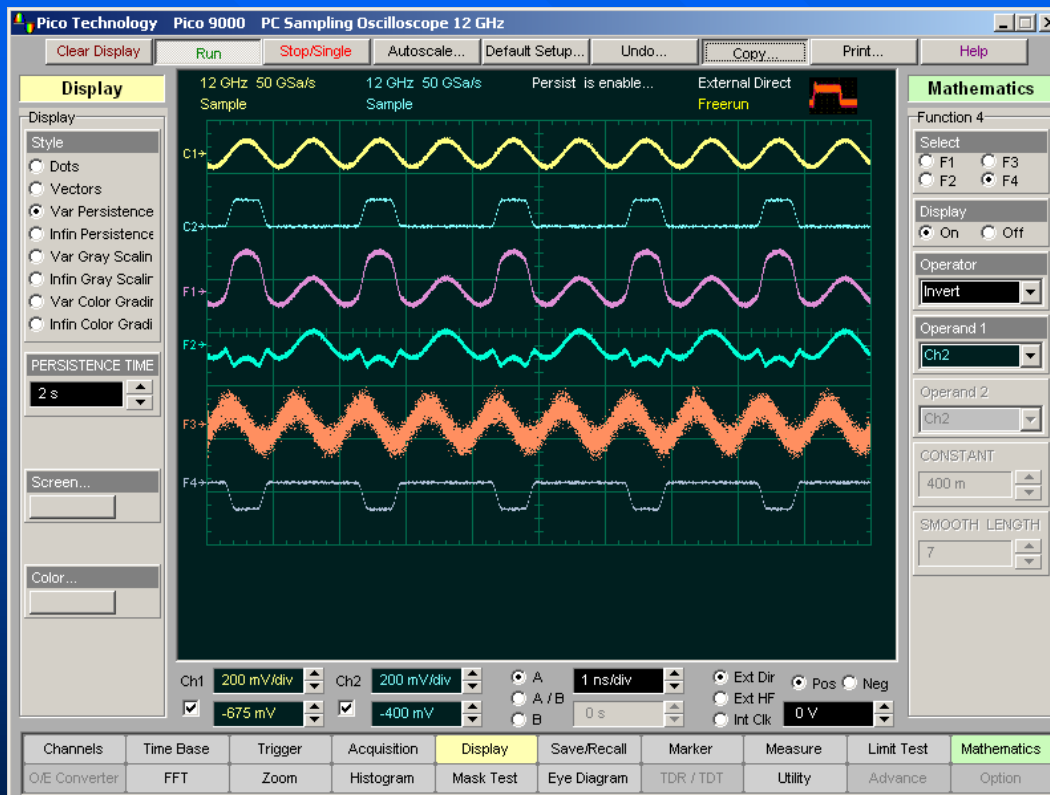 Pico Technology Pico 9000 PC Sampling Oscilloscope 12 GHz
Clear Display Run Stop/Single Autoscale... Default Setup... Undo... Copy... Print... Help
Display
Display
Style
Dots
Vectors
Var Persistence
Infin Persistence
Var Gray Scalin
Infin Gray Scalir
Var Color Gradir
Infin Color Gradi
PERSISTENCE TIME
2 s
Screen...
Color...
12 GHz 50 GSa/s 12 GHz 50 GSa/s Persist is enable... External Direct
Sample Sample Freerun
C1
C2
F1
F2
F3
F4
Mathematics
Function 4
Select
F1 F3
F2 F4
Display
On Off
Operator
Invert
Operand 1
Ch2
Operand 2
Ch2
CONSTANT
400 m
SMOOTH LENGTH
7
Ch1 200 mV/div Ch2 200 mV/div A 1 ns/div Ext Dir Pos Neg
A / B Ext HF
-675 mV -400 mV B 0 s Int Clk 0 V
Channels Time Base Trigger Acquisition Display Save/Recall Marker Measure Limit Test Mathematics
O/E Converter FFT Zoom Histogram Mask Test Eye Diagram TDR / TDT Utility Advance Option